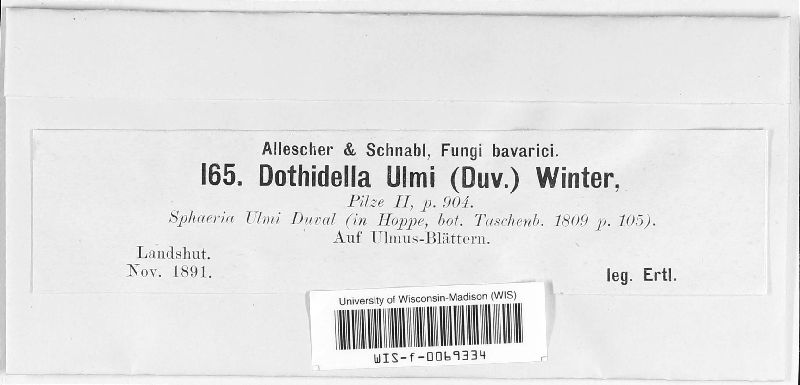 Allescher & Schnabl, Fungi bavarici.
165. Dothidella Ulmi (Duv.) Winter,
Pilze II, p. 904.
Sphaeria Ulmi Duval (in Hoppe, bot. Taschenb. 1809 p. 105).
Auf Ulmus-Blättern.
Landshut.
Nov. 1891.
leg. Ertl.
University of Wisconsin-Madison (WIS)
WIS-f-0069334